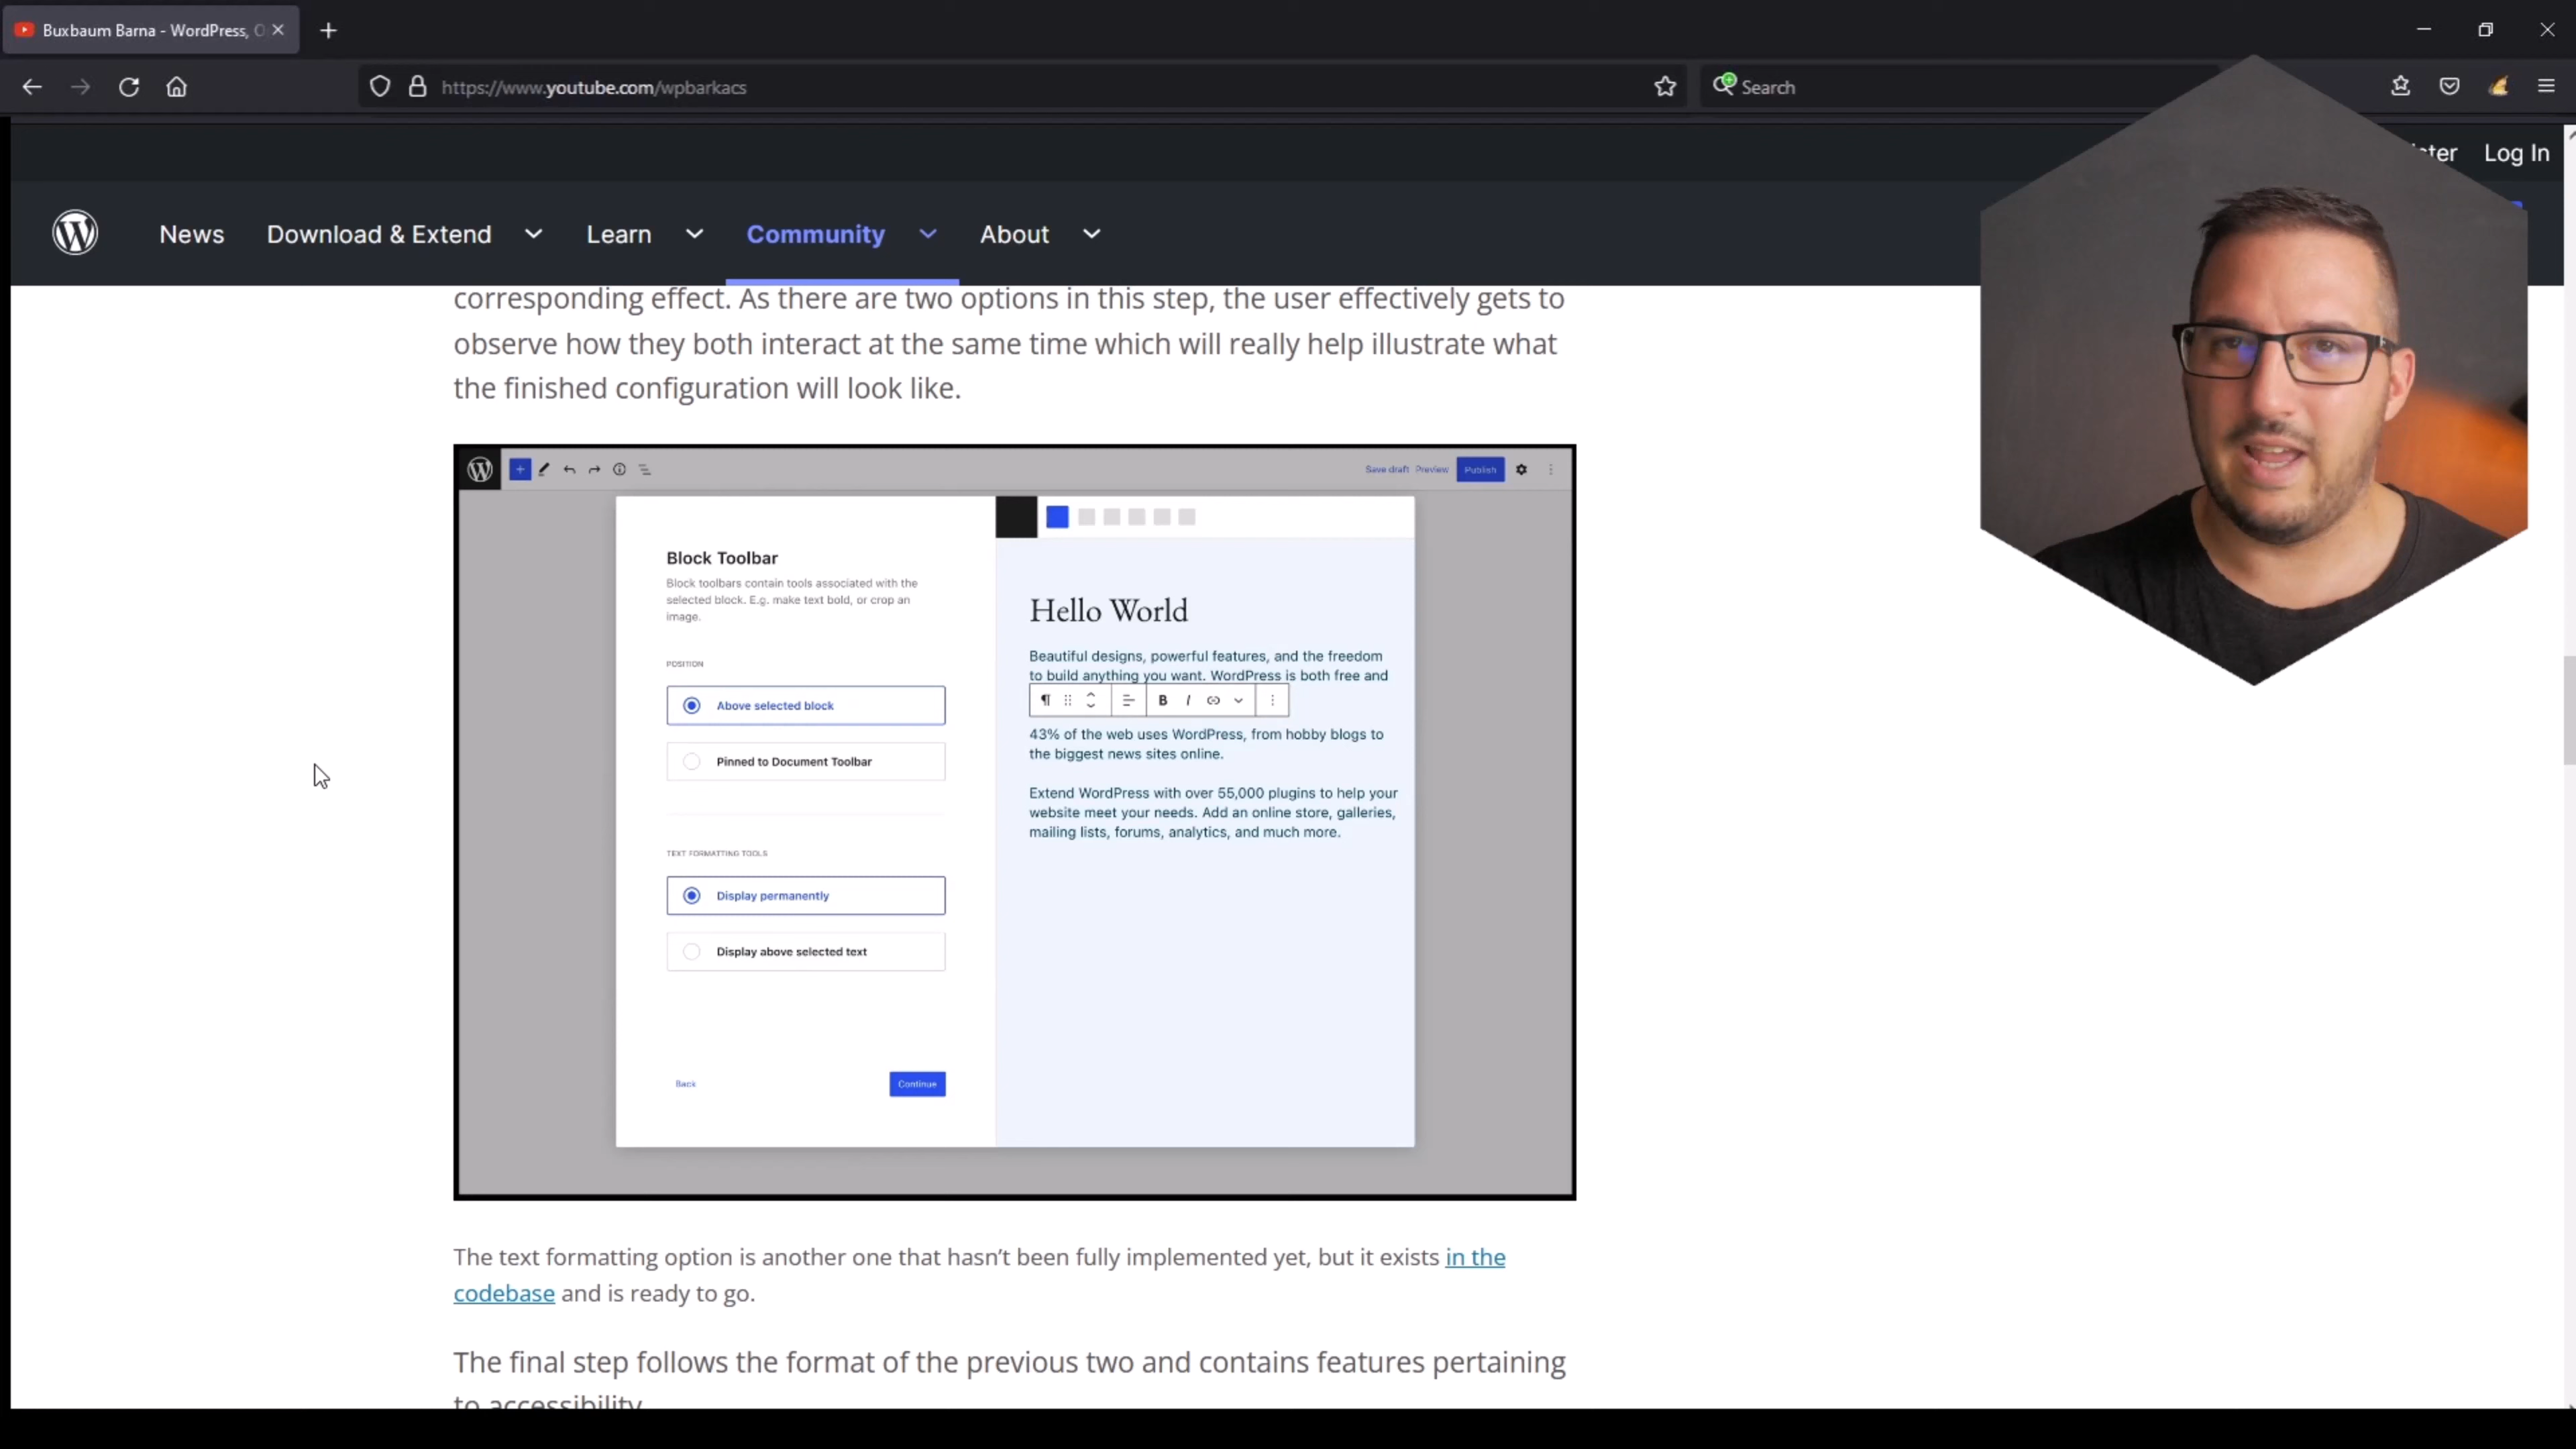 Buxbaum Barna - WordPress, O
https://www.youtube.com/wpbarkacs
Search
ster Log In
News Download & Extend Learn Community About
corresponding effect. As there are two options in this step, the user effectively gets to
observe how they both interact at the same time which will really help illustrate what
the finished configuration will look like.
Save draft Preview Publish
Block Toolbar
Block toolbars contain tools associated with the
selected block. E.g. make text bold, or crop an
image.
POSITION
Above selected block
Pinned to Document Toolbar
TEXT FORMATTING TOOLS
Display permanently
Display above selected text
Back Continue
Hello World
Beautiful designs, powerful features, and the freedom
to build anything you want. WordPress is both free and
B I
43% of the web uses WordPress, from hobby blogs to
the biggest news sites online.
Extend WordPress with over 55,000 plugins to help your
website meet your needs. Add an online store, galleries,
mailing lists, forums, analytics, and much more.
The text formatting option is another one that hasn't been fully implemented yet, but it exists in the
codebase and is ready to go.
The final step follows the format of the previous two and contains features pertaining
to accessibility